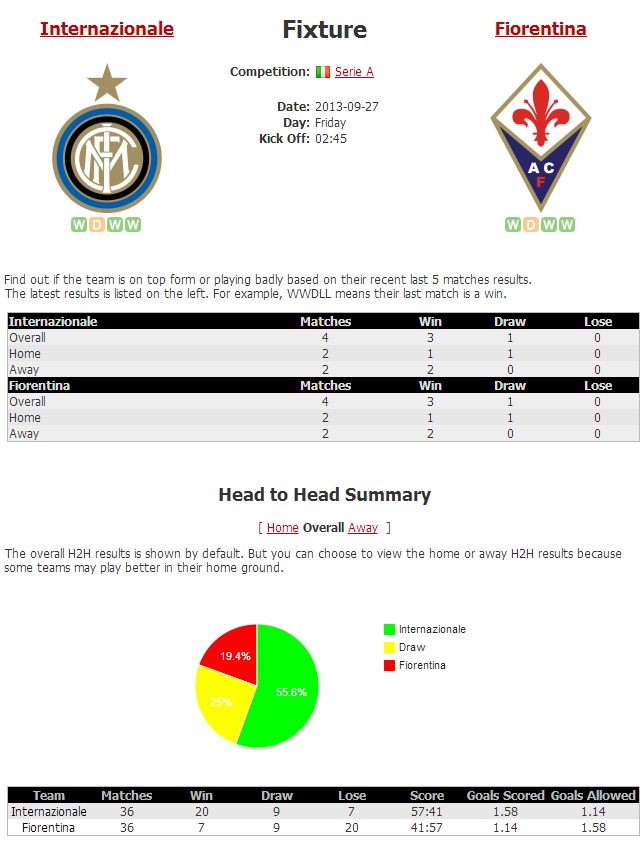 Internazionale
Fixture
Fiorentina
Competition: Serie A
Date: 2013-09-27
Day: Friday
Kick Off: 02:45
A C
F
W D W W
W D W W
Find out if the team is on top form or playing badly based on their recent last 5 matches results.
The latest results is listed on the left. For example, WWDLL means their last match is a win.
Internazionale Matches Win Draw Lose
Overall 4 3 1 0
Home 2 1 1 0
Away 2 2 0 0
Fiorentina Matches Win Draw Lose
Overall 4 3 1 0
Home 2 1 1 0
Away 2 2 0 0
Head to Head Summary
[ Home Overall Away ]
The overall H2H results is shown by default. But you can choose to view the home or away H2H results because
some teams may play better in their home ground.
Internazionale
Draw
Fiorentina
19.4%
55.6%
25%
Team Matches Win Draw Lose Score Goals Scored Goals Allowed
Internazionale 36 20 9 7 57:41 1.58 1.14
Fiorentina 36 7 9 20 41:57 1.14 1.58